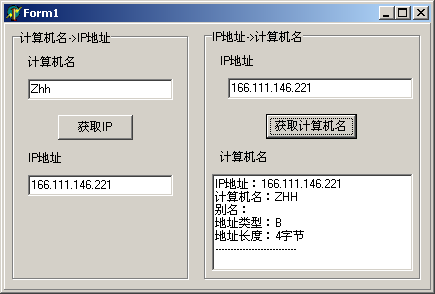 Form1
计算机名->IP地址
计算机名
Zhh
获取IP
IP地址
166.111.146.221
IP地址->计算机名
IP地址
166.111.146.221
获取计算机名
计算机名
IP地址：166.111.146.221
计算机名：ZHH
别名：
地址类型：B
地址长度：4字节
---------------------------